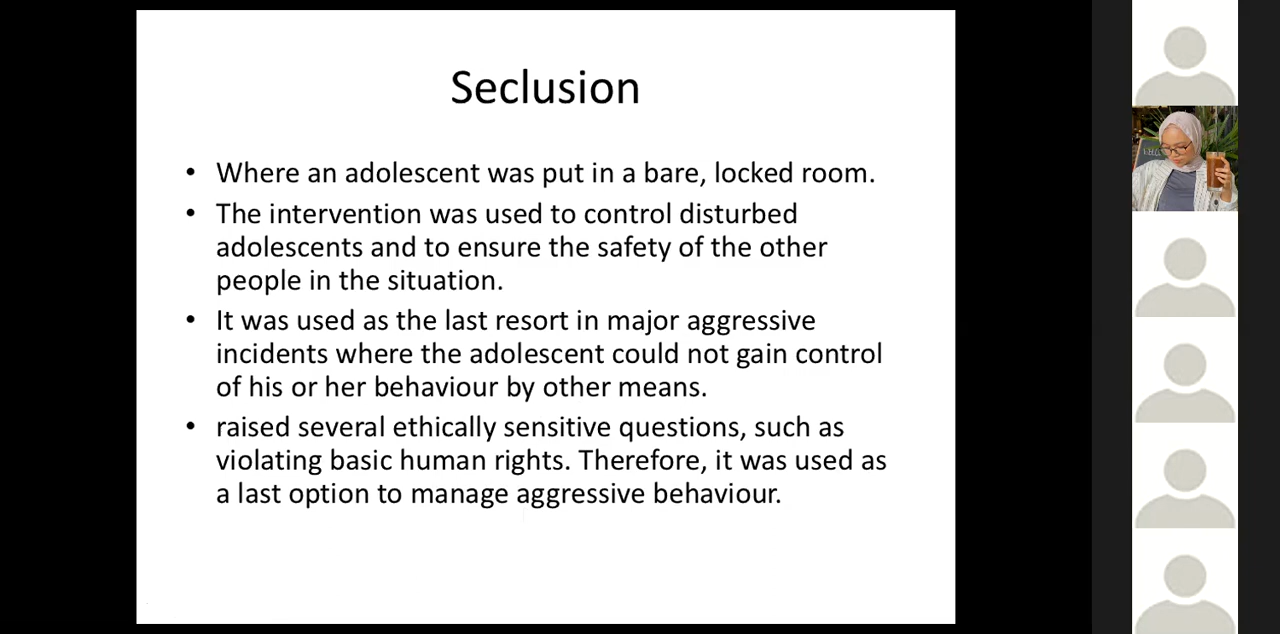 Seclusion
• Where an adolescent was put in a bare, locked room.
• The intervention was used to control disturbed
adolescents and to ensure the safety of the other
people in the situation.
• It was used as the last resort in major aggressive
incidents where the adolescent could not gain control
of his or her behaviour by other means.
• raised several ethically sensitive questions, such as
violating basic human rights. Therefore, it was used as
a last option to manage aggressive behaviour.